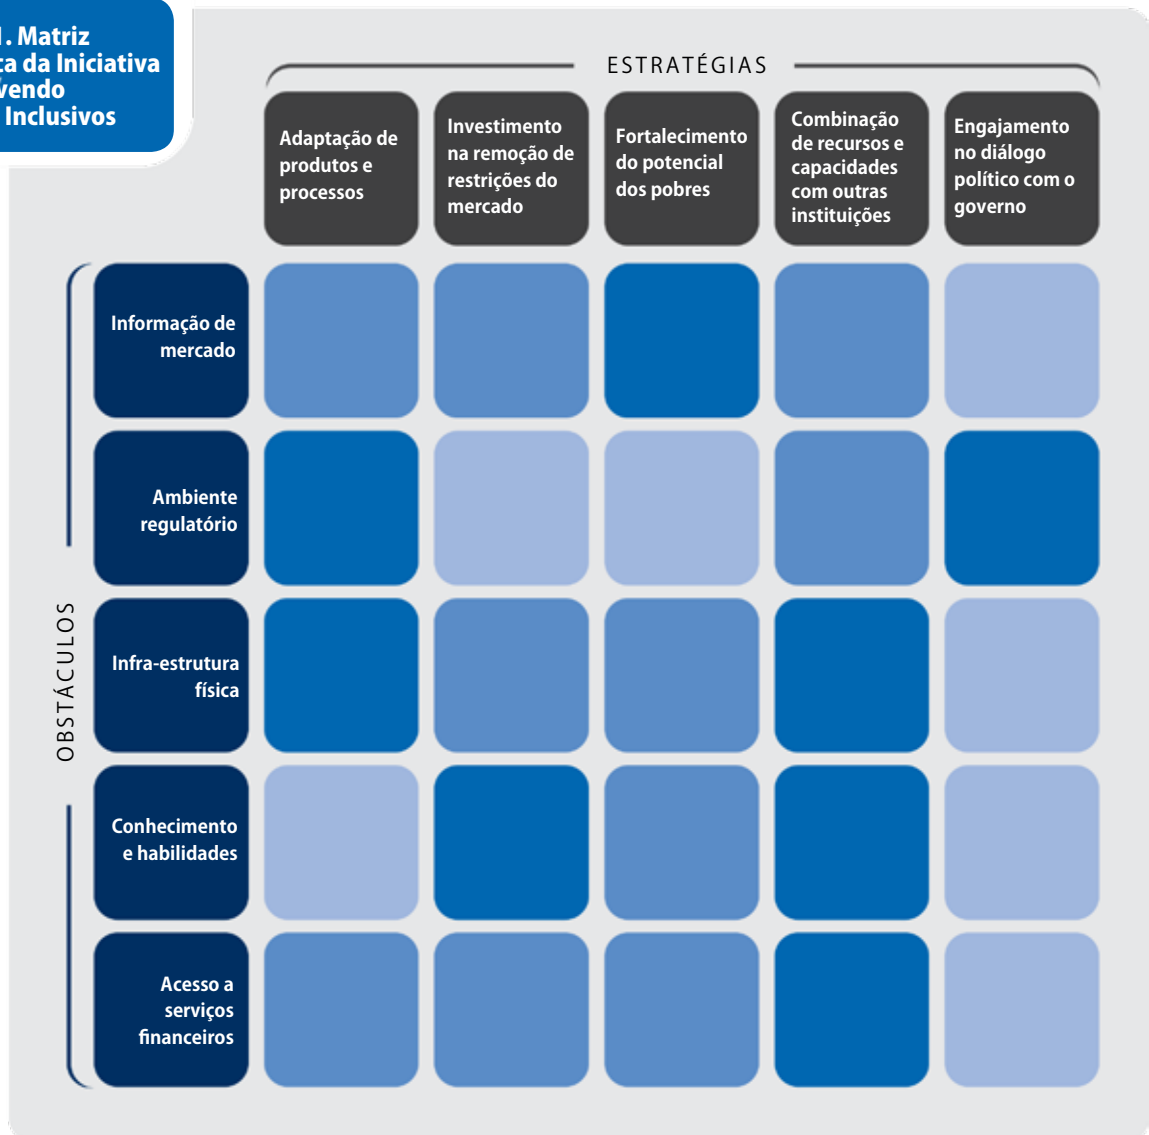 1. Matriz
ca da Iniciativa
vendo
Inclusivos
ESTRATÉGIAS
Adaptação de
produtos e
processos
Investimento
na remoção de
restrições do
mercado
Fortalecimento
do potencial
dos pobres
Combinação
de recursos e
capacidades
com outras
instituições
Engajamento
no diálogo
político com o
governo
OBSTÁCULOS
Informação de
mercado
Ambiente
regulatório
Infra-estrutura
física
Conhecimento
e habilidades
Acesso a
serviços
financeiros